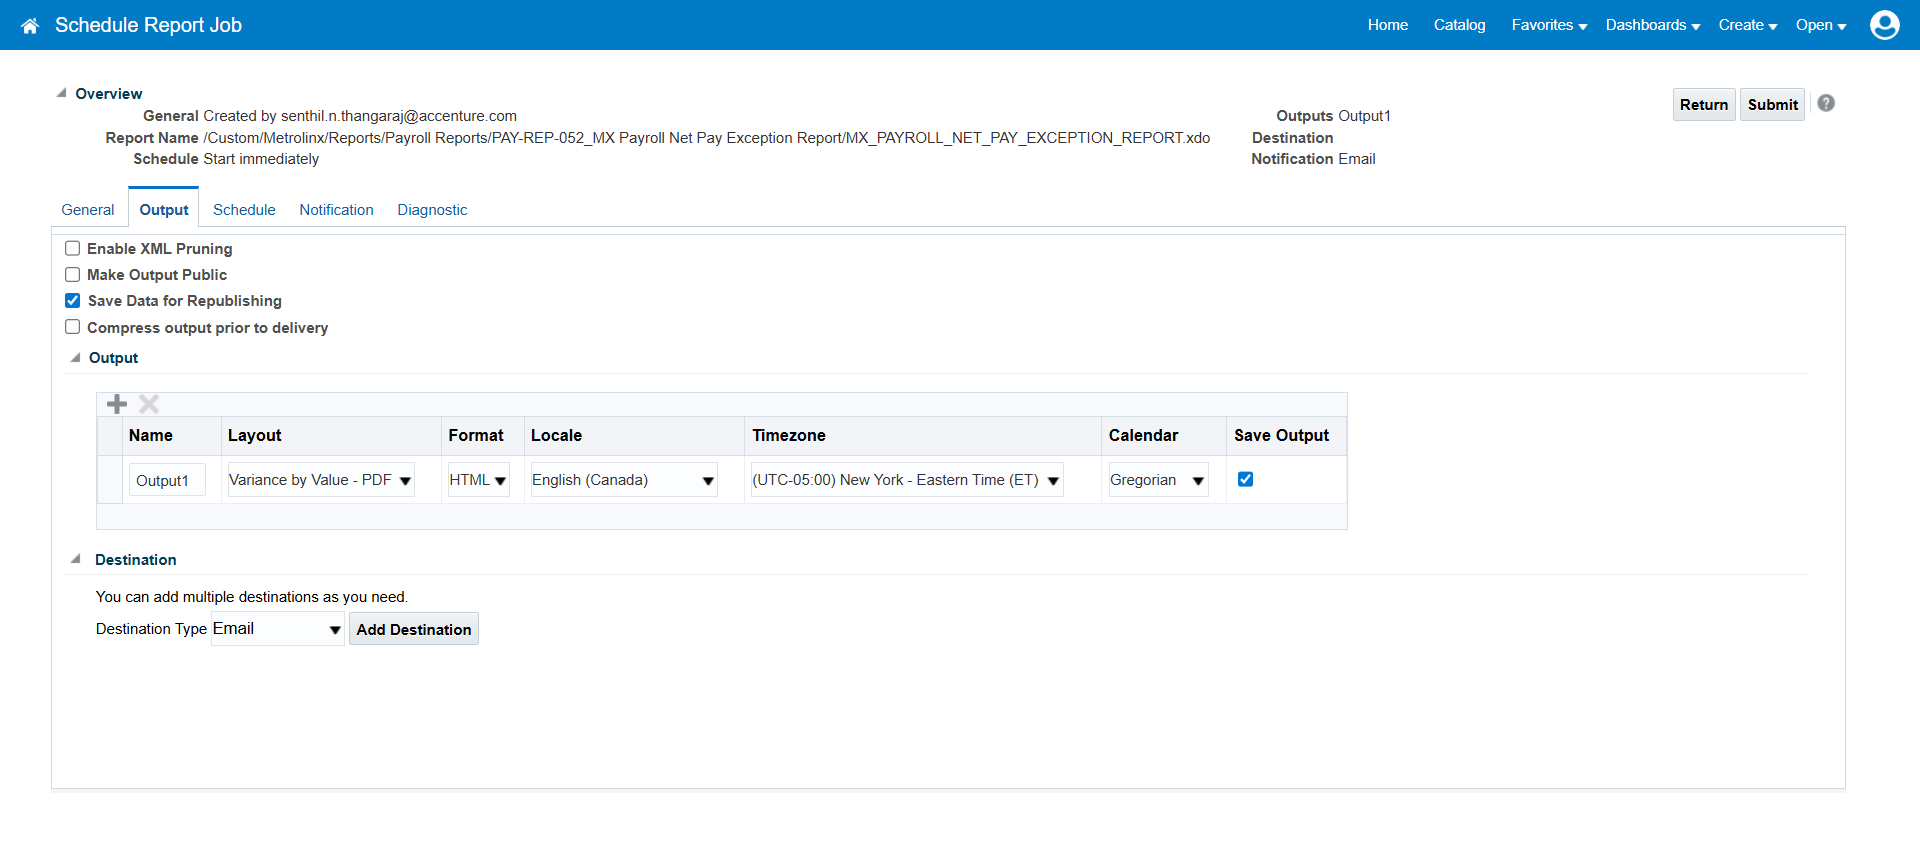 Schedule Report Job
Home Catalog Favorites Dashboards Create Open
Overview
General Created by senthil.n.thangaraj@accenture.com
Report Name /Custom/Metrolinx/Reports/Payroll Reports/PAY-REP-052_MX Payroll Net Pay Exception Report/MX_PAYROLL_NET_PAY_EXCEPTION_REPORT.xdo
Schedule Start immediately
Outputs Output1
Destination
Notification Email
Return Submit ?
General Output Schedule Notification Diagnostic
Enable XML Pruning
Make Output Public
Save Data for Republishing
Compress output prior to delivery
Output
Name Layout Format Locale Timezone Calendar Save Output
Output1 Variance by Value - PDF HTML English (Canada) (UTC-05:00) New York - Eastern Time (ET) Gregorian
Destination
You can add multiple destinations as you need.
Destination Type Email Add Destination